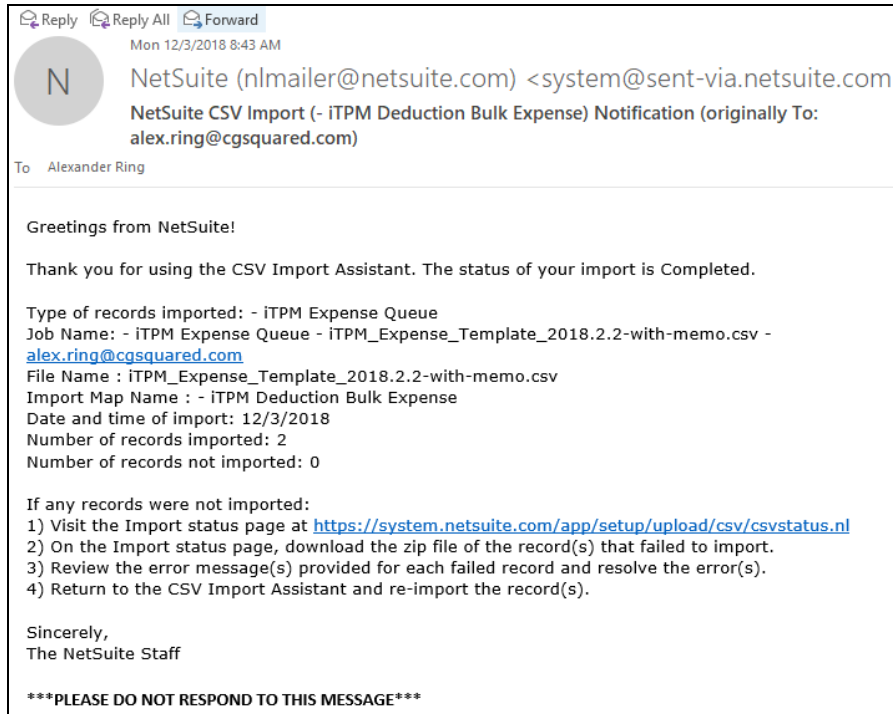 Reply Reply All Forward
Mon 12/3/2018 8:43 AM
N
NetSuite (nlmailer@netsuite.com) <system@sent-via.netsuite.com
NetSuite CSV Import (- iTPM Deduction Bulk Expense) Notification (originally To:
alex.ring@cgsquared.com)
To Alexander Ring
Greetings from NetSuite!
Thank you for using the CSV Import Assistant. The status of your import is Completed.
Type of records imported: - iTPM Expense Queue
Job Name: - iTPM Expense Queue - iTPM_Expense_Template_2018.2.2-with-memo.csv -
alex.ring@cgsquared.com
File Name : iTPM_Expense_Template_2018.2.2-with-memo.csv
Import Map Name : - iTPM Deduction Bulk Expense
Date and time of import: 12/3/2018
Number of records imported: 2
Number of records not imported: 0
If any records were not imported:
1) Visit the Import status page at https://system.netsuite.com/app/setup/upload/csv/csvstatus.nl
2) On the Import status page, download the zip file of the record(s) that failed to import.
3) Review the error message(s) provided for each failed record and resolve the error(s).
4) Return to the CSV Import Assistant and re-import the record(s).
Sincerely,
The NetSuite Staff
***PLEASE DO NOT RESPOND TO THIS MESSAGE***